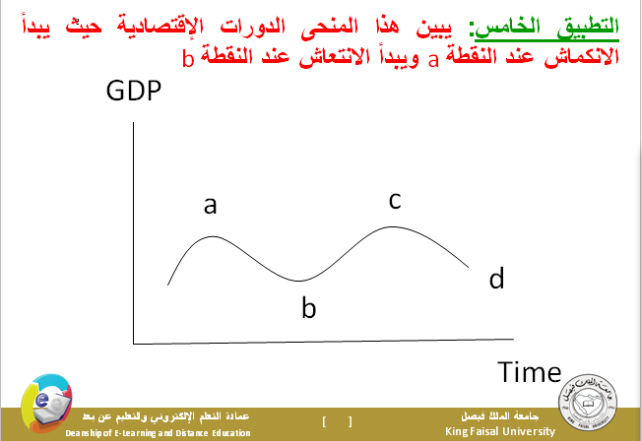 التطبيق الخامس: يبين هذا المنحى الدورات الإقتصادية حيث يبدأ
الانكماش عند النقطة a ويبدأ الانتعاش عند النقطة b
GDP
a
c
b
d
Time
عمادة التعلم الإلكتروني والتعليم عن بعد
Deanship of E-Learning and Distance Education
[ ]
جامعة الملك فيصل
King Faisal University